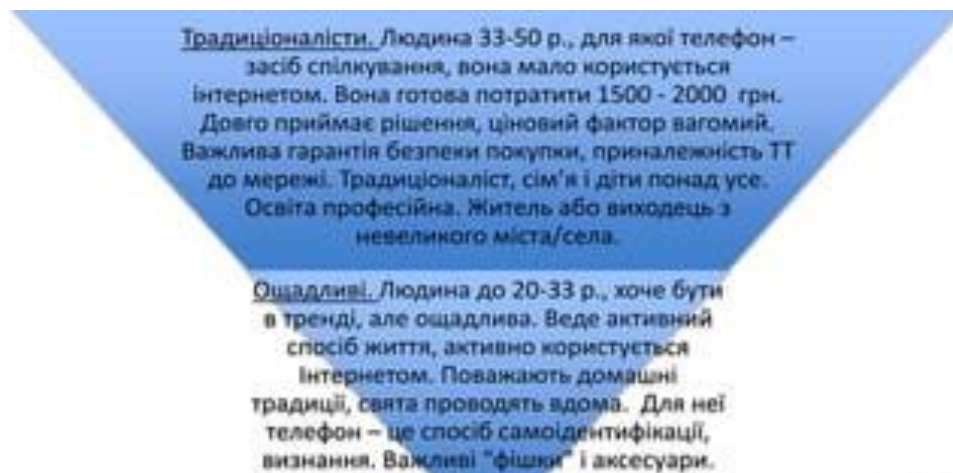 Традиціоналісти. Людина 33-50 р., для якої телефон –
засіб спілкування, вона мало користується
інтернетом. Вона готова потратити 1500 - 2000 грн.
Довго приймає рішення, ціновий фактор вагомий.
Важлива гарантія безпеки покупки, приналежність ТТ
до мережі. Традиціоналіст, сім’я і діти понад усе.
Освіта професійна. Житель або виходець з
невеликого міста/села.
Ощадливі. Людина до 20-33 р., хоче бути
в тренді, але ощадлива. Веде активний
спосіб життя, активно користується
Інтернетом. Поважають домашні
традиції, свята проводять вдома. Для неї
телефон – це спосіб самоідентифікації,
визнання. Важливі "фішки" і аксесуари.